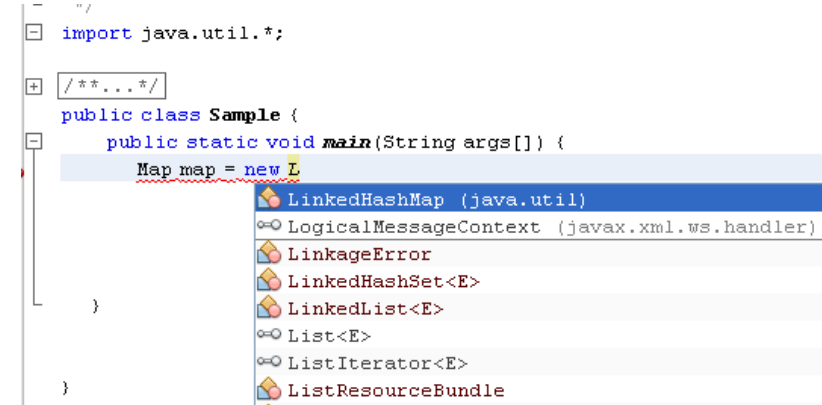 */
import java.util.*;
/**...*/
public class Sample {
public static void main(String args[]) {
Map map = new L
LinkedHashMap (java.util)
LogicalMessageContext (javax.xml.ws.handler)
LinkageError
LinkedHashSet<E>
LinkedList<E>
}
List<E>
ListIterator<E>
ListResourceBundle
}